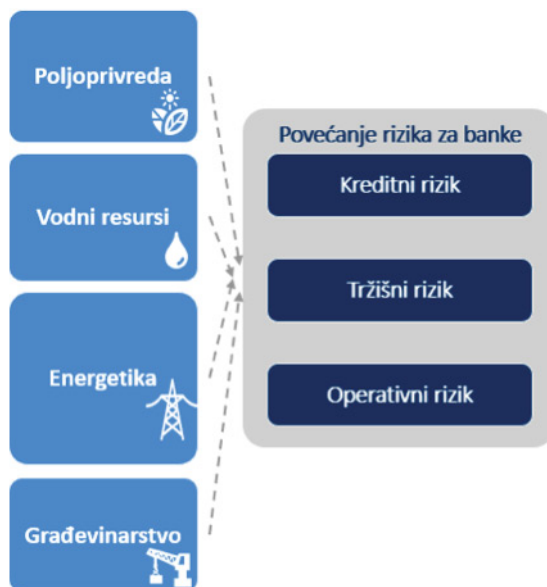 Poljoprivreda
Vodni resursi
Energetika
Građevinarstvo
Povećanje rizika za banke
Kreditni rizik
Tržišni rizik
Operativni rizik